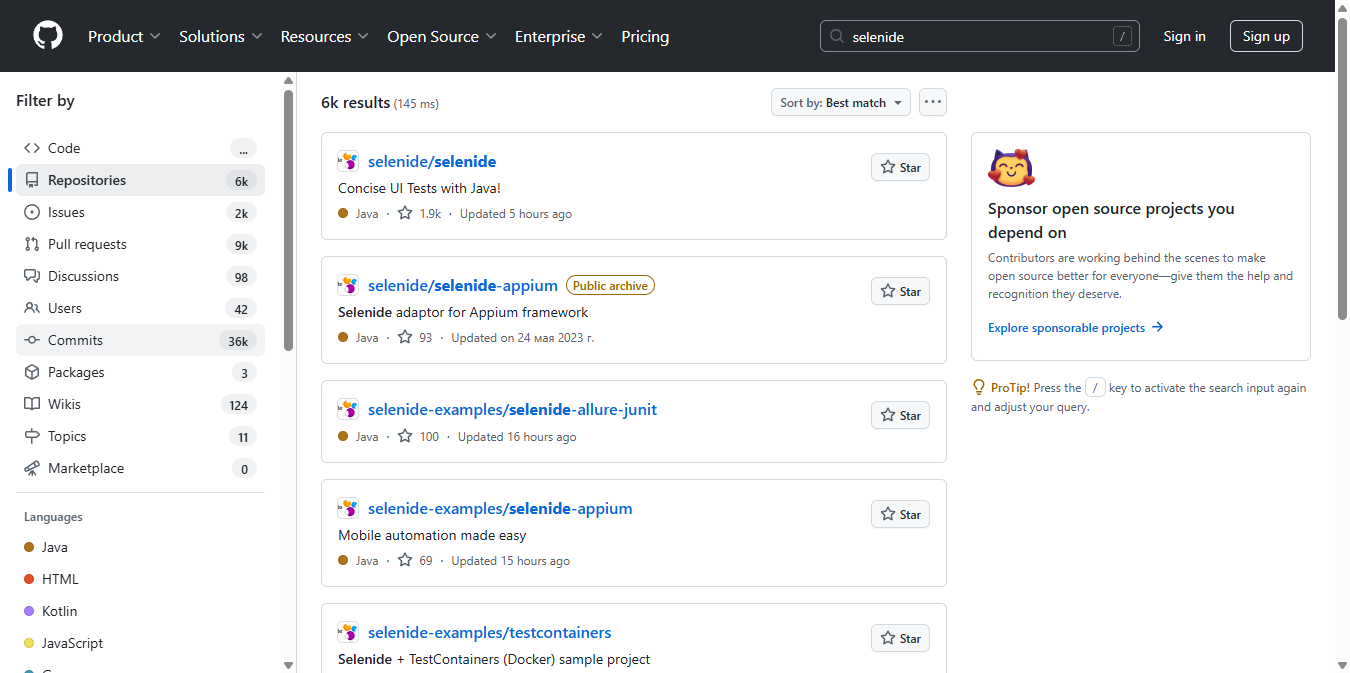 Product
Solutions
Resources
Open Source
Enterprise
Pricing
selenide
/
Sign in
Sign up
Filter by
Code
...
Repositories
6k
Issues
2k
Pull requests
9k
Discussions
98
Users
42
Commits
36k
Packages
3
Wikis
124
Topics
11
Marketplace
0
Languages
Java
HTML
Kotlin
JavaScript
6k results (145 ms)
Sort by: Best match
selenide/selenide
Star
Concise UI Tests with Java!
Java · 1.9k · Updated 5 hours ago
selenide/selenide-appium
Public archive
Star
Selenide adaptor for Appium framework
Java · 93 · Updated on 24 мая 2023 г.
selenide-examples/selenide-allure-junit
Star
Java · 100 · Updated 16 hours ago
selenide-examples/selenide-appium
Star
Mobile automation made easy
Java · 69 · Updated 15 hours ago
selenide-examples/testcontainers
Star
Selenide + TestContainers (Docker) sample project
Sponsor open source projects you
depend on
Contributors are working behind the scenes to make
open source better for everyone—give them the help and
recognition they deserve.
Explore sponsorable projects
ProTip! Press the / key to activate the search input again
and adjust your query.